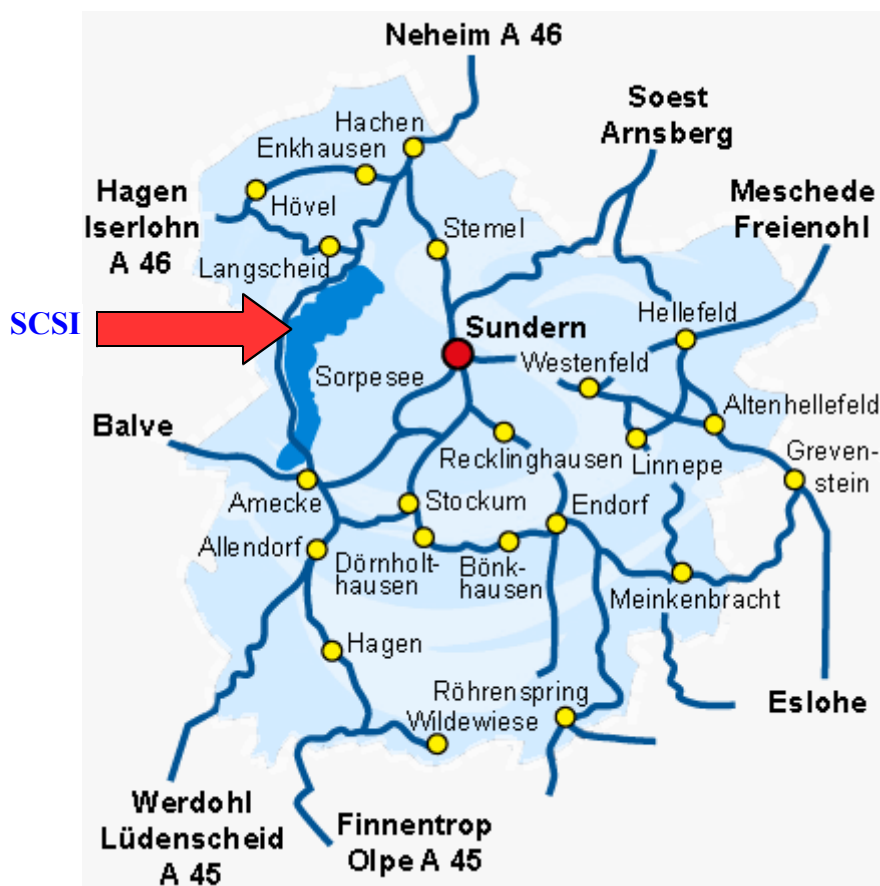 Neheim A 46
Soest
Arnsberg
Hachen
Enkhausen
Hagen
Iserlohn
A 46
Hövel
Meschede
Freienohl
Stemel
Langscheid
Hellefeld
SCSI
Sundern
Westenfeld
Sorpesee
Altenhellefeld
Balve
Recklinghausen
Linnepe
Greven-
stein
Amecke
Stockum
Endorf
Allendorf
Dörnholt-
hausen
Bönk-
hausen
Meinkenbracht
Hagen
Röhrenspring
Eslohe
Wildewiese
Werdohl
Lüdenscheid
A 45
Finnentrop
Olpe A 45